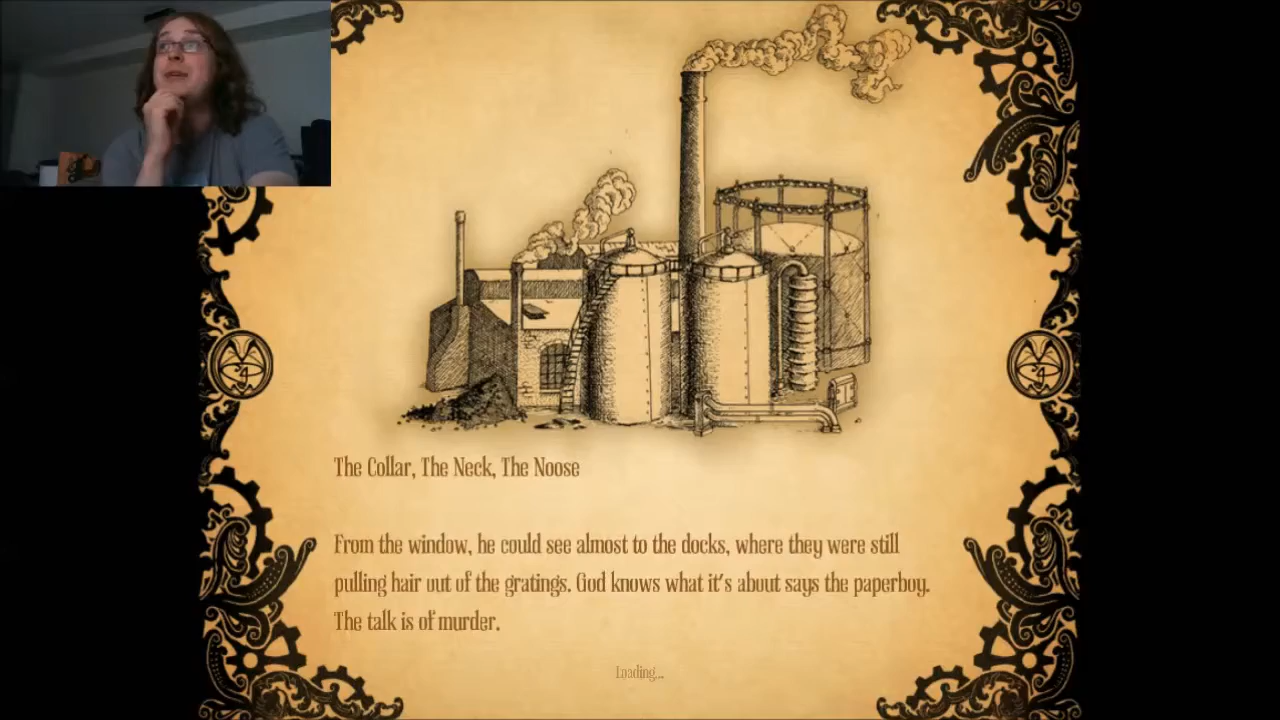 The Collar, The Neck, The Noose
From the window, he could see almost to the docks, where they were still
pulling hair out of the gratings. God knows what it's about says the paperboy.
The talk is of murder.
Loading...